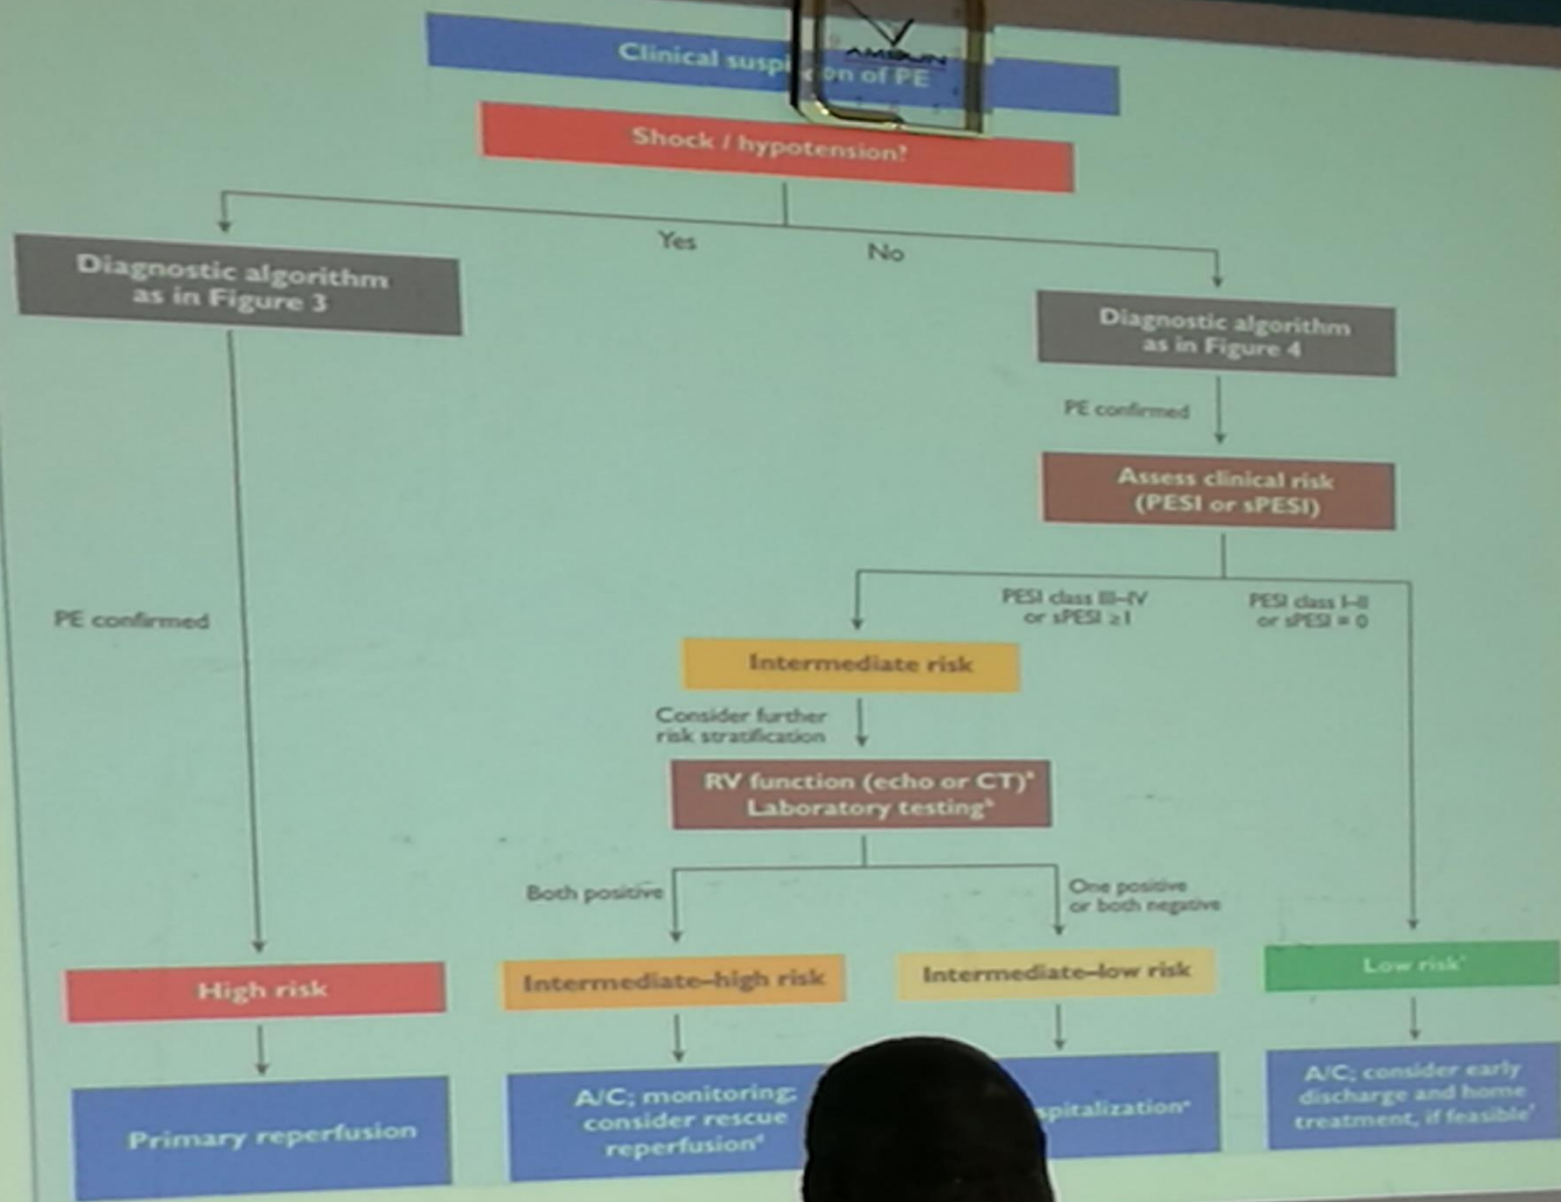 AMSUN
Clinical suspicion of PE
Shock / hypotension?
Yes
No
Diagnostic algorithm
as in Figure 3
Diagnostic algorithm
as in Figure 4
PE confirmed
Assess clinical risk
(PESI or sPESI)
PE confirmed
PESI class III–IV
or sPESI ≥1
PESI class I–II
or sPESI = 0
Intermediate risk
Consider further
risk stratification
RV function (echo or CT)ᵃ
Laboratory testingᵇ
Both positive
One positive
or both negative
High risk
Intermediate–high risk
Intermediate–low risk
Low risk
Primary reperfusion
A/C; monitoring;
consider rescue
reperfusionᵈ
spitalizationᵉ
A/C; consider early
discharge and home
treatment, if feasibleᶠ